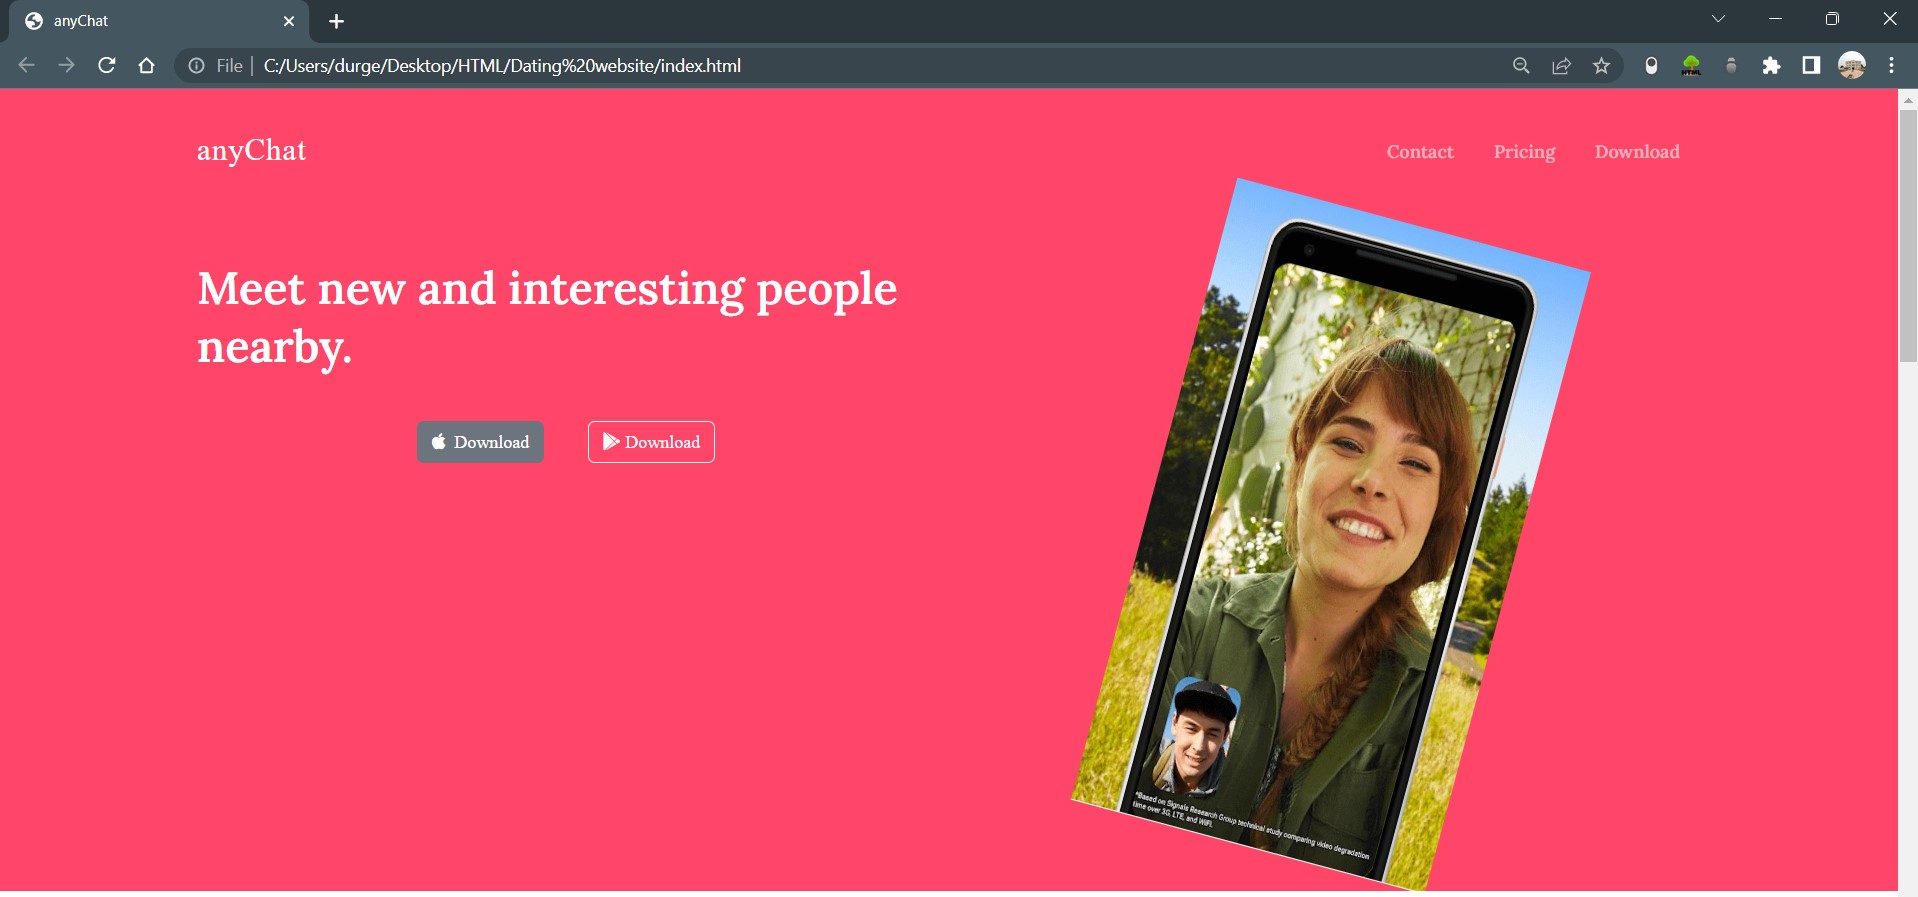 anyChat
File
C:/Users/durge/Desktop/HTML/Dating%20website/index.html
HTML
anyChat
Contact Pricing Download
Meet new and interesting people
nearby.
Download Download
*Based on Signals Research Group technical study comparing video degradation
time over 3G, LTE, and WiFi.